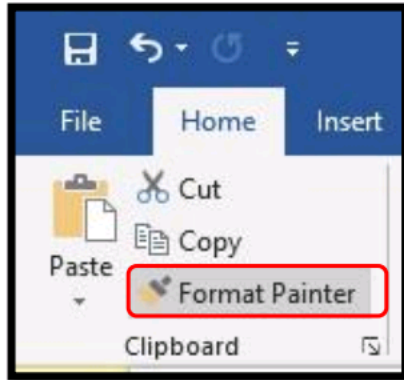 File Home Insert
Cut
Copy
Paste
Format Painter
Clipboard